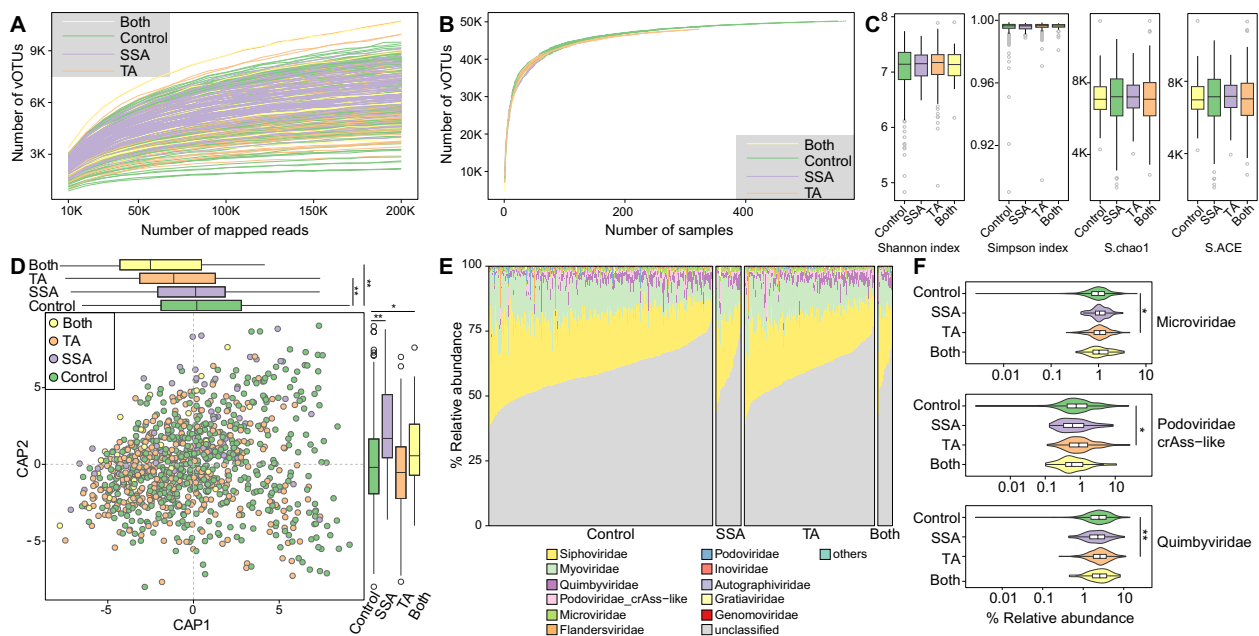 A
Both
Control
SSA
TA
9K
6K
3K
Number of vOTUs
10K 50K 100K 150K 200K
Number of mapped reads
B
50K
40K
30K
20K
10K
Number of vOTUs
Both
Control
SSA
TA
0 200 400
Number of samples
C
8
7
6
5
Control SSA TA Both
Shannon index
1.00
0.96
0.92
Control SSA TA Both
Simpson index
8K
4K
Control SSA TA Both
S.chao1
8K
4K
Control SSA TA Both
S.ACE
D
Both
TA
SSA
Control
** **
Both
TA
SSA
Control
** *
5
0
-5
CAP2
-5 0 5
CAP1
Control SSA TA Both
E
100
75
50
25
0
% Relative abundance
Control SSA TA Both
Siphoviridae
Myoviridae
Quimbyviridae
Podoviridae_crAss-like
Microviridae
Flandersviridae
Podoviridae
Inoviridae
Autographiviridae
Gratiaviridae
Genomoviridae
unclassified
others
F
Control
SSA
TA
Both
*
Microviridae
0.01 0.1 1 10
Control
SSA
TA
Both
*
Podoviridae
crAss-like
0.01 0.1 1 10
Control
SSA
TA
Both
**
Quimbyviridae
0.01 0.1 1 10
% Relative abundance